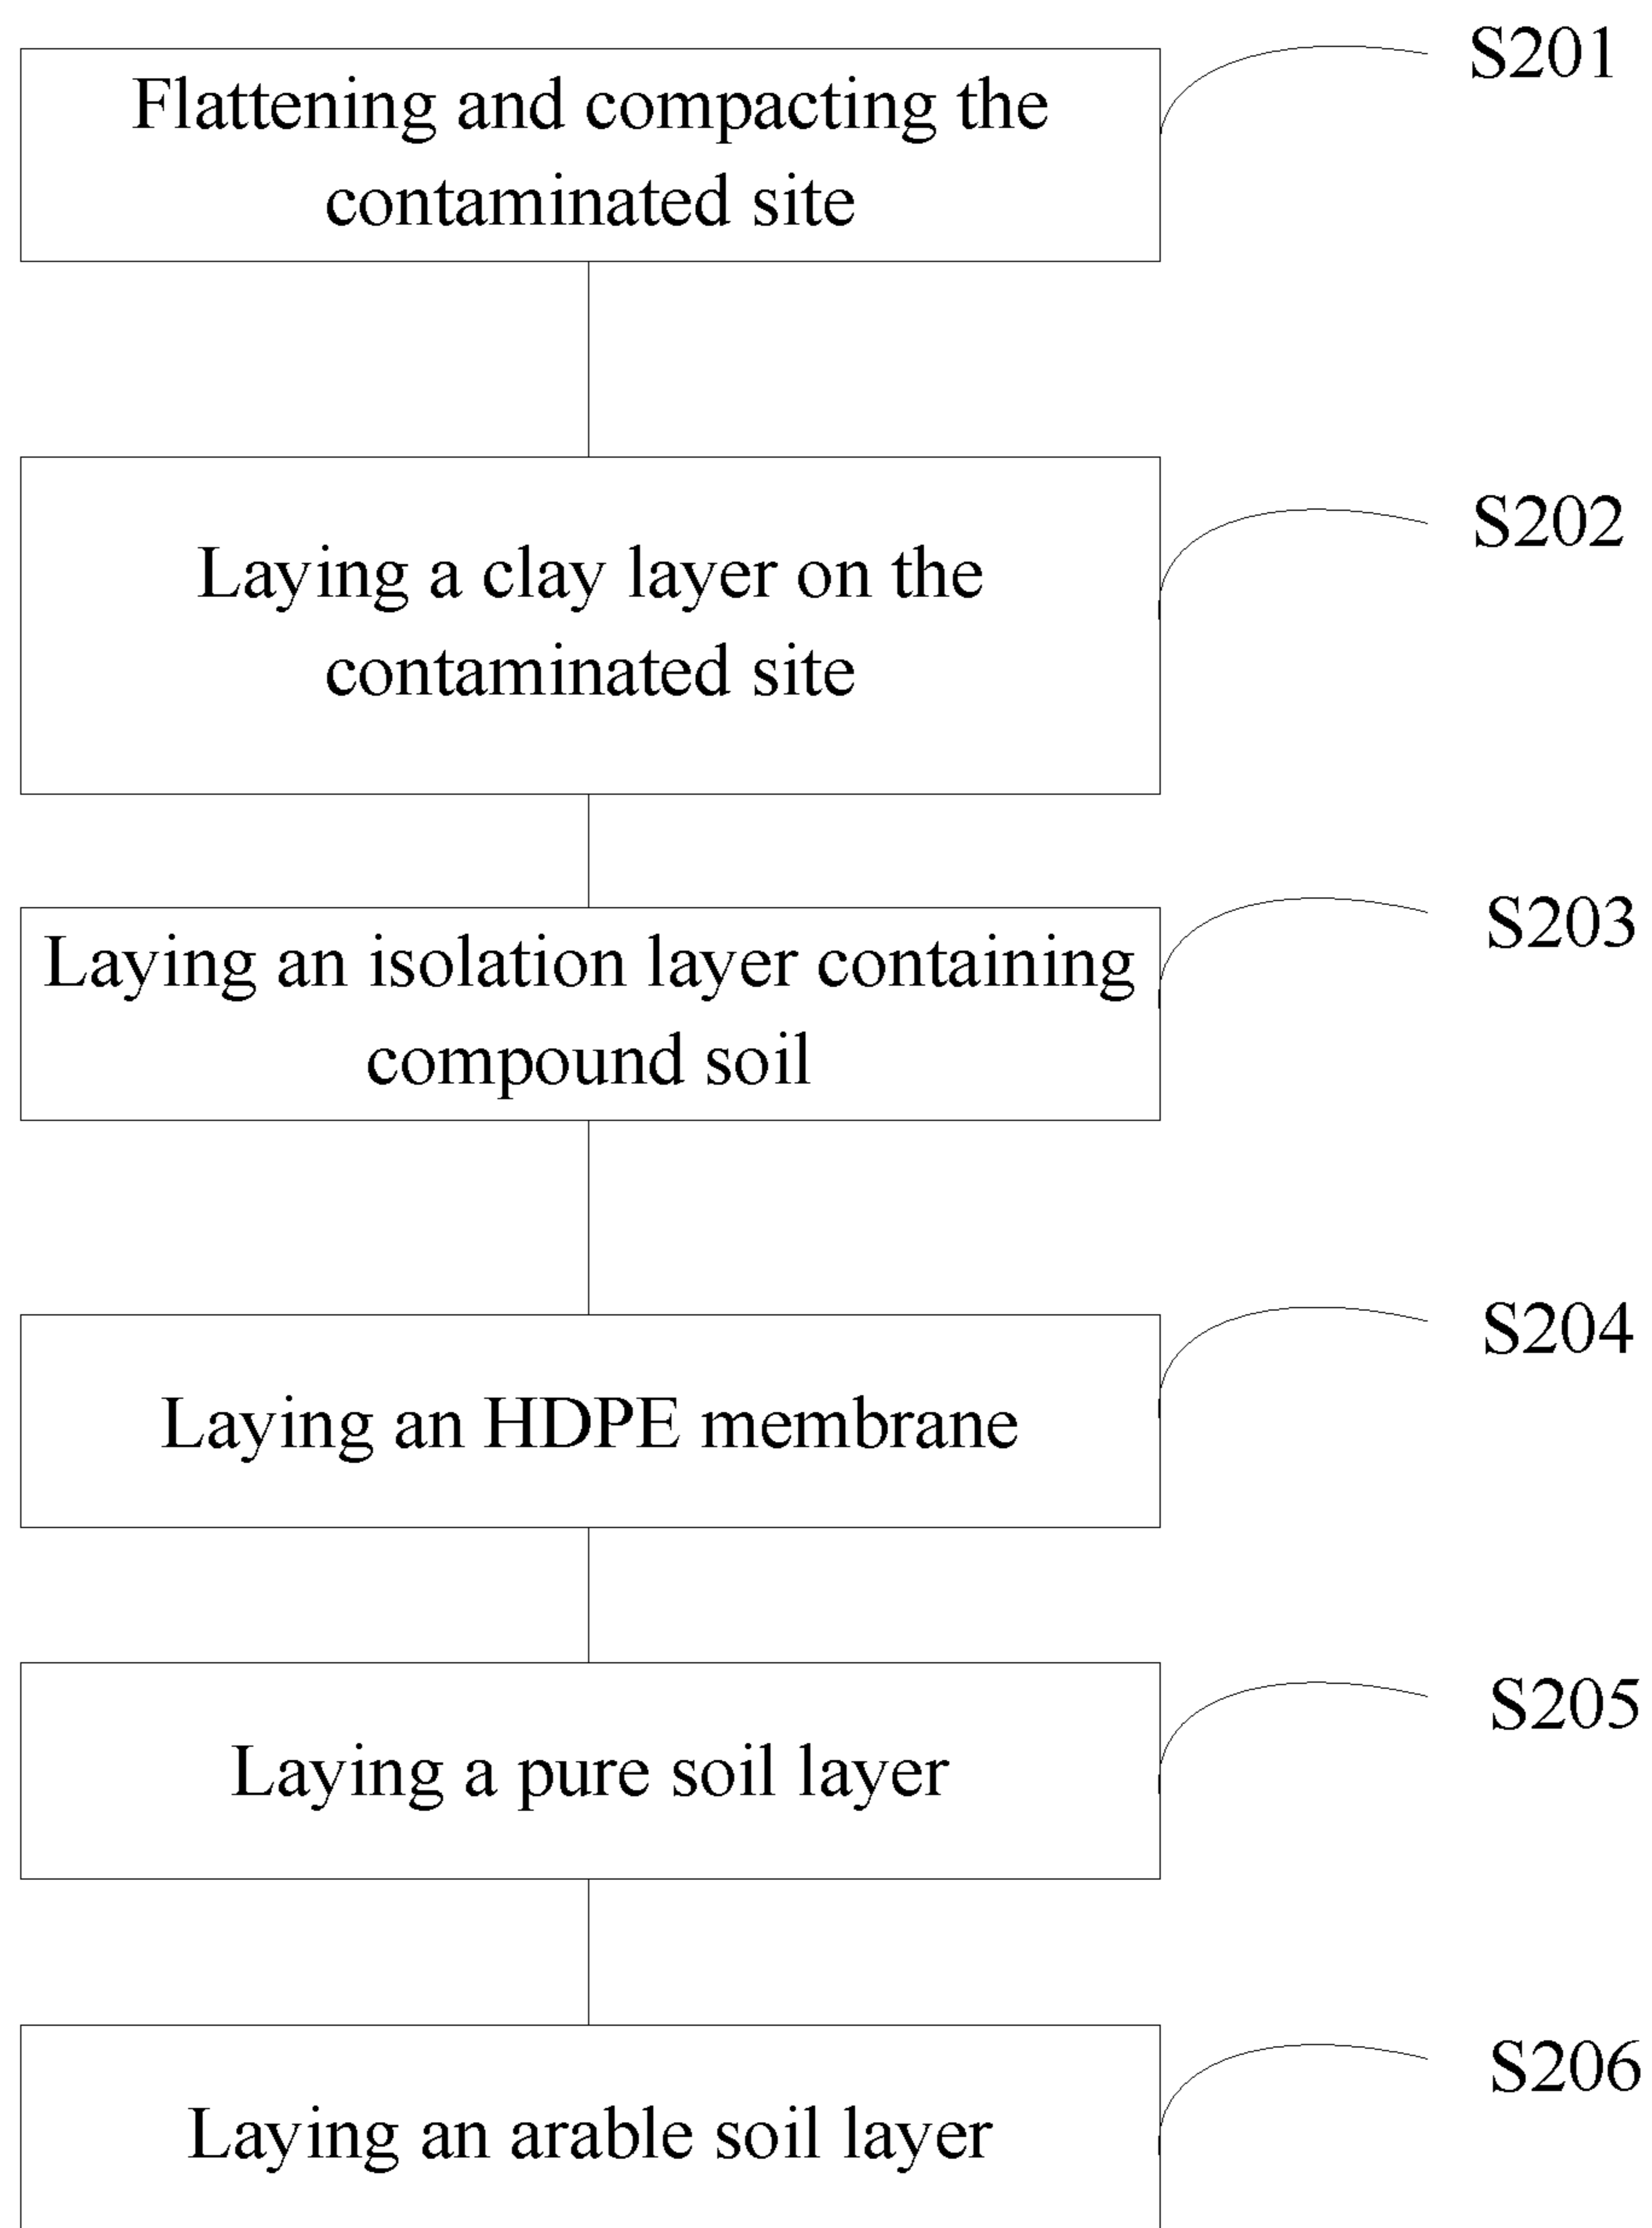 S201
Flattening and compacting the
contaminated site
S202
Laying a clay layer on the
contaminated site
S203
Laying an isolation layer containing
compound soil
S204
Laying an HDPE membrane
S205
Laying a pure soil layer
S206
Laying an arable soil layer